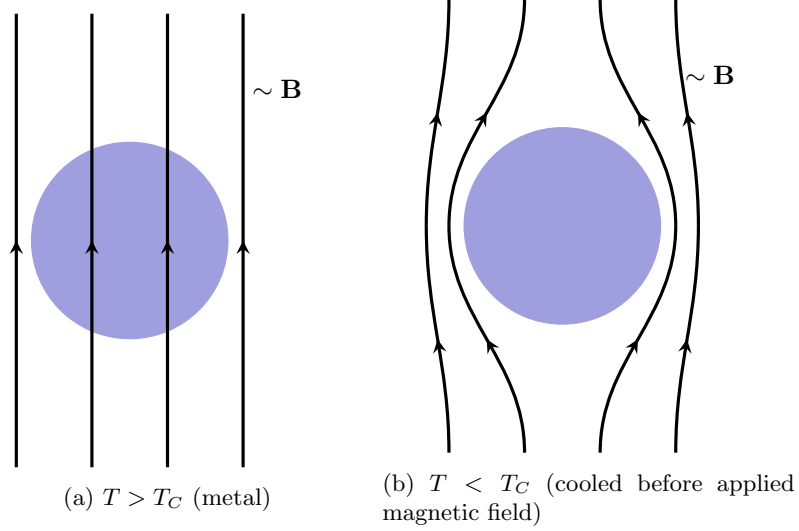 ~ B
~ B
(a) T > T_C (metal)
(b) T < T_C (cooled before applied
magnetic field)